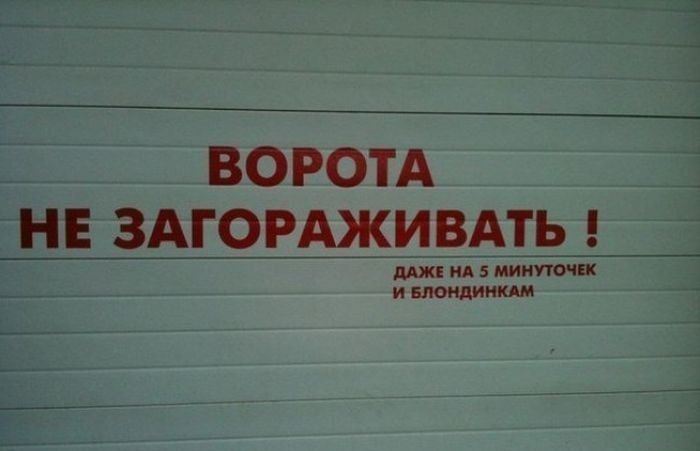 ВОРОТА
НЕ ЗАГОРАЖИВАТЬ !
ДАЖЕ НА 5 МИНУТОЧЕК
И БЛОНДИНКАМ